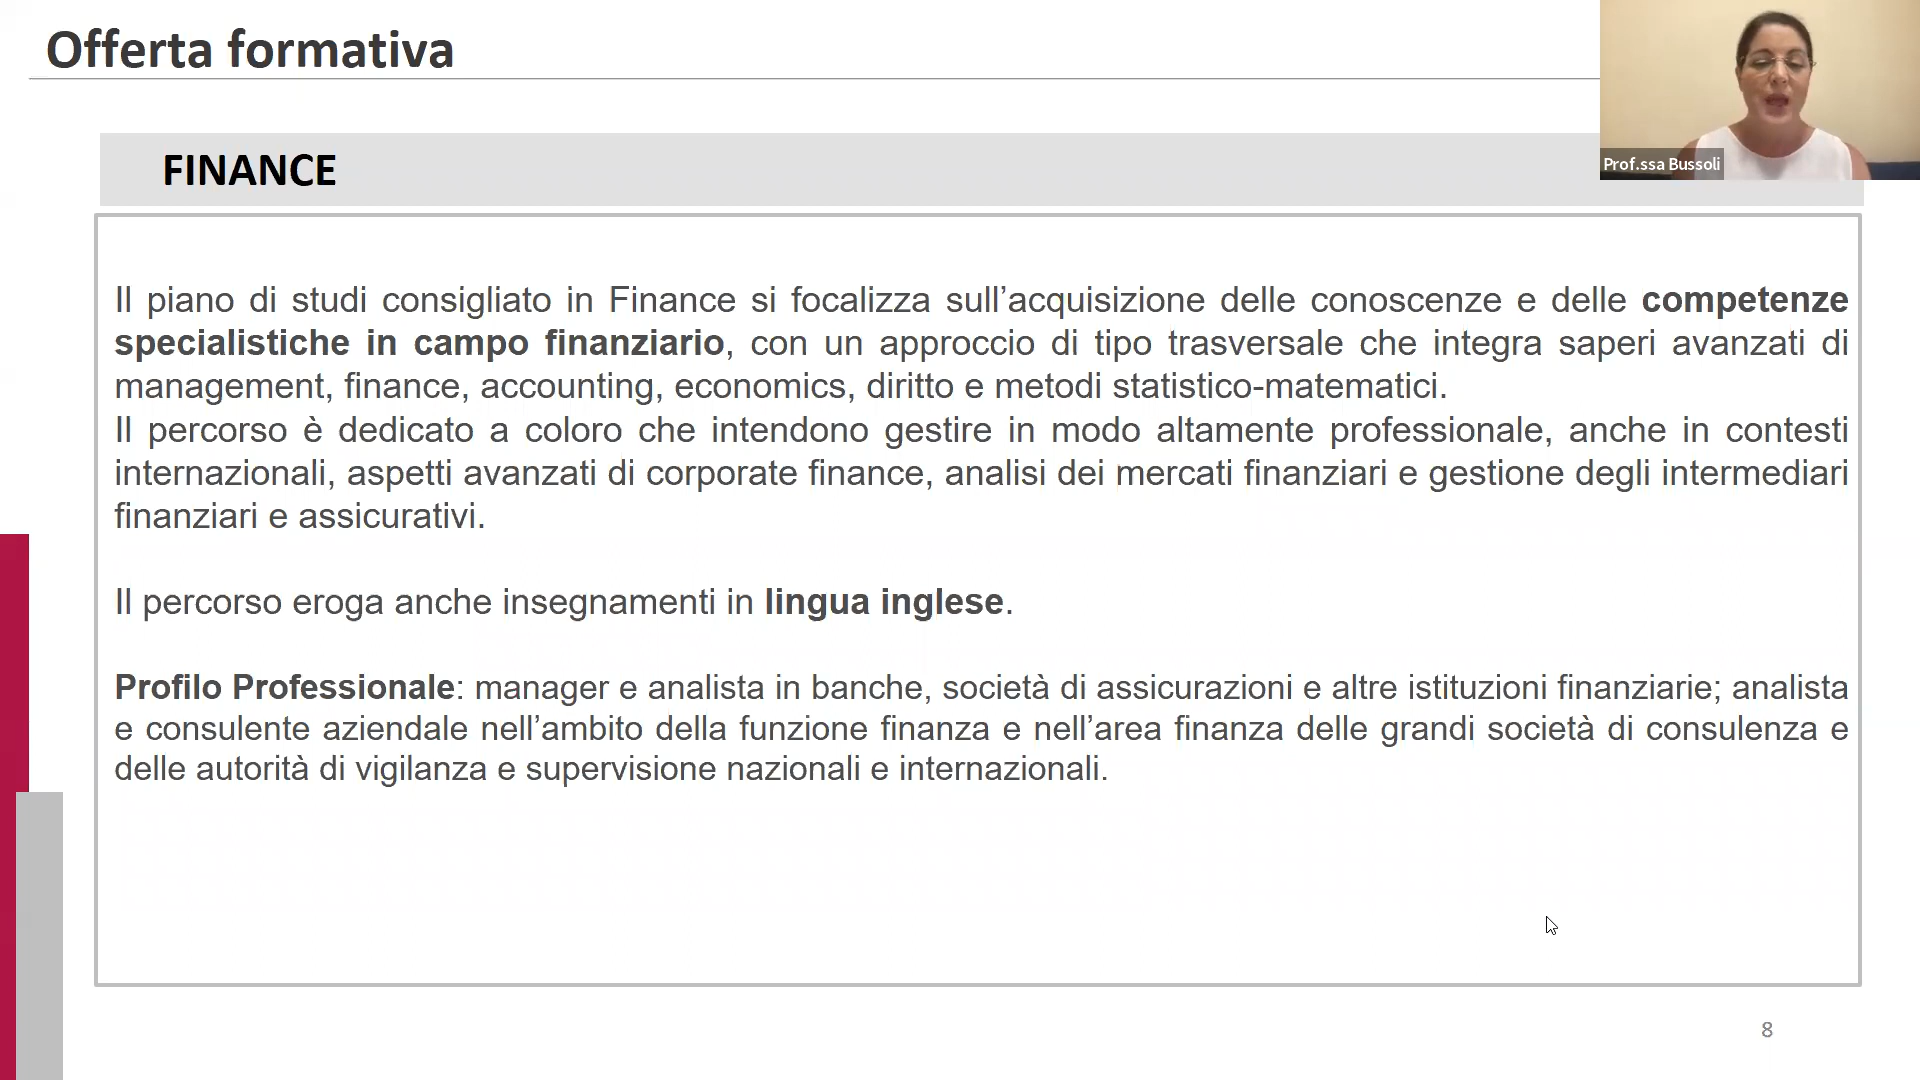 Offerta formativa
Prof.ssa Bussoli
FINANCE
Il piano di studi consigliato in Finance si focalizza sull’acquisizione delle conoscenze e delle competenze
specialistiche in campo finanziario, con un approccio di tipo trasversale che integra saperi avanzati di
management, finance, accounting, economics, diritto e metodi statistico-matematici.
Il percorso è dedicato a coloro che intendono gestire in modo altamente professionale, anche in contesti
internazionali, aspetti avanzati di corporate finance, analisi dei mercati finanziari e gestione degli intermediari
finanziari e assicurativi.
Il percorso eroga anche insegnamenti in lingua inglese.
Profilo Professionale: manager e analista in banche, società di assicurazioni e altre istituzioni finanziarie; analista
e consulente aziendale nell’ambito della funzione finanza e nell’area finanza delle grandi società di consulenza e
delle autorità di vigilanza e supervisione nazionali e internazionali.
8